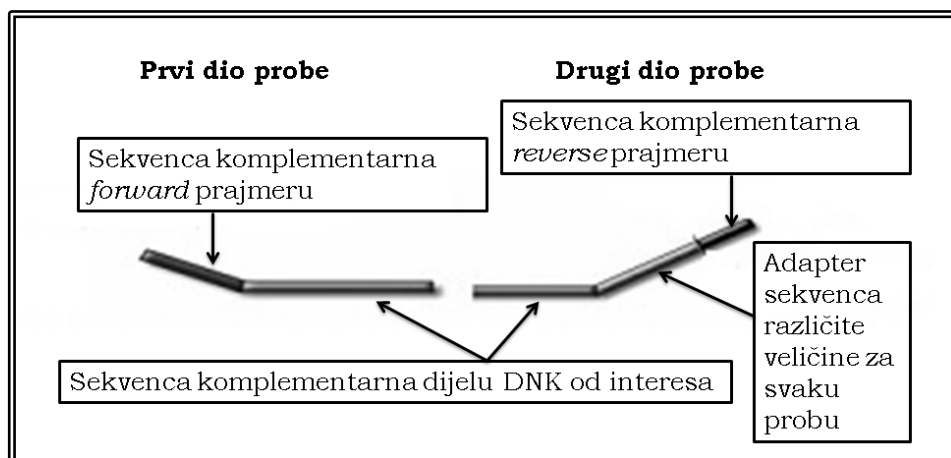 Prvi dio probe
Drugi dio probe
Sekvenca komplementarna
forward prajmeru
Sekvenca komplementarna
reverse prajmeru
Adapter
sekvenca
različite
veličine za
svaku
probu
Sekvenca komplementarna dijelu DNK od interesa